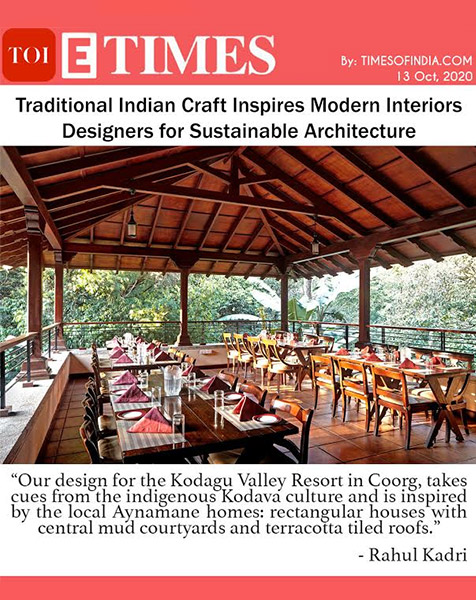 TOI E TIMES
By: TIMESOFINDIA.COM
13 Oct, 2020
Traditional Indian Craft Inspires Modern Interiors
Designers for Sustainable Architecture
“Our design for the Kodagu Valley Resort in Coorg, takes
cues from the indigenous Kodava culture and is inspired
by the local Aynamane homes: rectangular houses with
central mud courtyards and terracotta tiled roofs.”
- Rahul Kadri